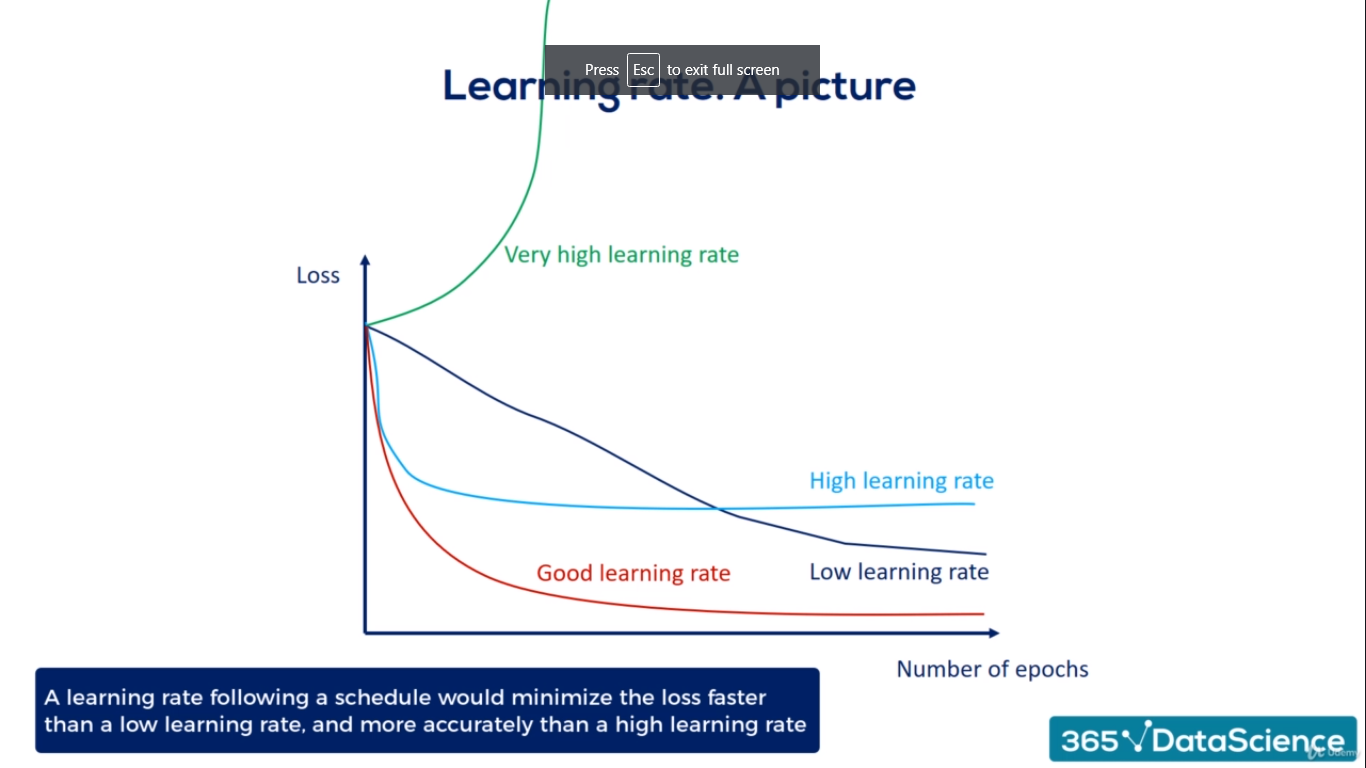 Press Esc to exit full screen
Learning rate. A picture
Very high learning rate
Loss
High learning rate
Good learning rate
Low learning rate
Number of epochs
A learning rate following a schedule would minimize the loss faster
than a low learning rate, and more accurately than a high learning rate
365 DataScience
Udemy